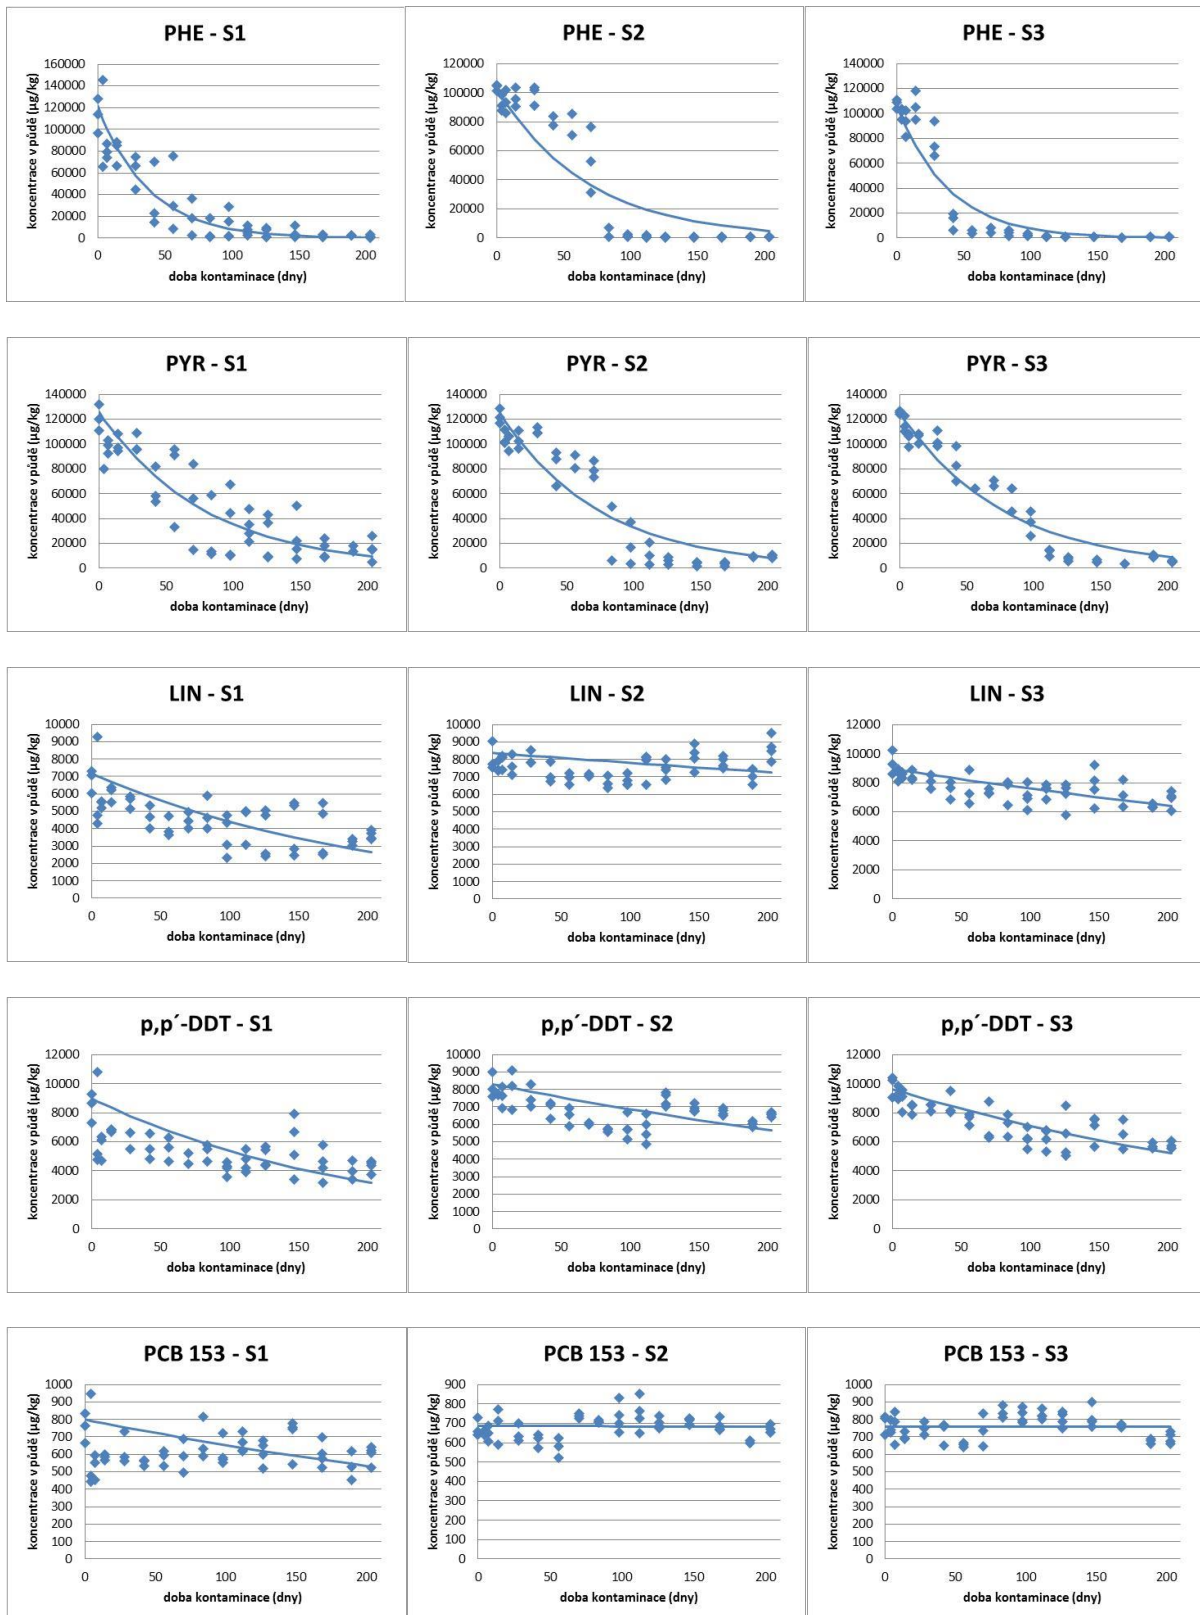 PHE - S1
koncentrace v půdě (µg/kg)
160000
140000
120000
100000
80000
60000
40000
20000
0
0 50 100 150 200
doba kontaminace (dny)
PHE - S2
koncentrace v půdě (µg/kg)
120000
100000
80000
60000
40000
20000
0
0 50 100 150 200
doba kontaminace (dny)
PHE - S3
koncentrace v půdě (µg/kg)
140000
120000
100000
80000
60000
40000
20000
0
0 50 100 150 200
doba kontaminace (dny)
PYR - S1
koncentrace v půdě (µg/kg)
140000
120000
100000
80000
60000
40000
20000
0
0 50 100 150 200
doba kontaminace (dny)
PYR - S2
koncentrace v půdě (µg/kg)
140000
120000
100000
80000
60000
40000
20000
0
0 50 100 150 200
doba kontaminace (dny)
PYR - S3
koncentrace v půdě (µg/kg)
140000
120000
100000
80000
60000
40000
20000
0
0 50 100 150 200
doba kontaminace (dny)
LIN - S1
koncentrace v půdě (µg/kg)
10000
9000
8000
7000
6000
5000
4000
3000
2000
1000
0
0 50 100 150 200
doba kontaminace (dny)
LIN - S2
koncentrace v půdě (µg/kg)
10000
9000
8000
7000
6000
5000
4000
3000
2000
1000
0
0 50 100 150 200
doba kontaminace (dny)
LIN - S3
koncentrace v půdě (µg/kg)
12000
10000
8000
6000
4000
2000
0
0 50 100 150 200
doba kontaminace (dny)
p,p´-DDT - S1
koncentrace v půdě (µg/kg)
12000
10000
8000
6000
4000
2000
0
0 50 100 150 200
doba kontaminace (dny)
p,p´-DDT - S2
koncentrace v půdě (µg/kg)
10000
9000
8000
7000
6000
5000
4000
3000
2000
1000
0
0 50 100 150 200
doba kontaminace (dny)
p,p´-DDT - S3
koncentrace v půdě (µg/kg)
12000
10000
8000
6000
4000
2000
0
0 50 100 150 200
doba kontaminace (dny)
PCB 153 - S1
koncentrace v půdě (µg/kg)
1000
900
800
700
600
500
400
300
200
100
0
0 50 100 150 200
doba kontaminace (dny)
PCB 153 - S2
koncentrace v půdě (µg/kg)
900
800
700
600
500
400
300
200
100
0
0 50 100 150 200
doba kontaminace (dny)
PCB 153 - S3
koncentrace v půdě (µg/kg)
1000
900
800
700
600
500
400
300
200
100
0
0 50 100 150 200
doba kontaminace (dny)